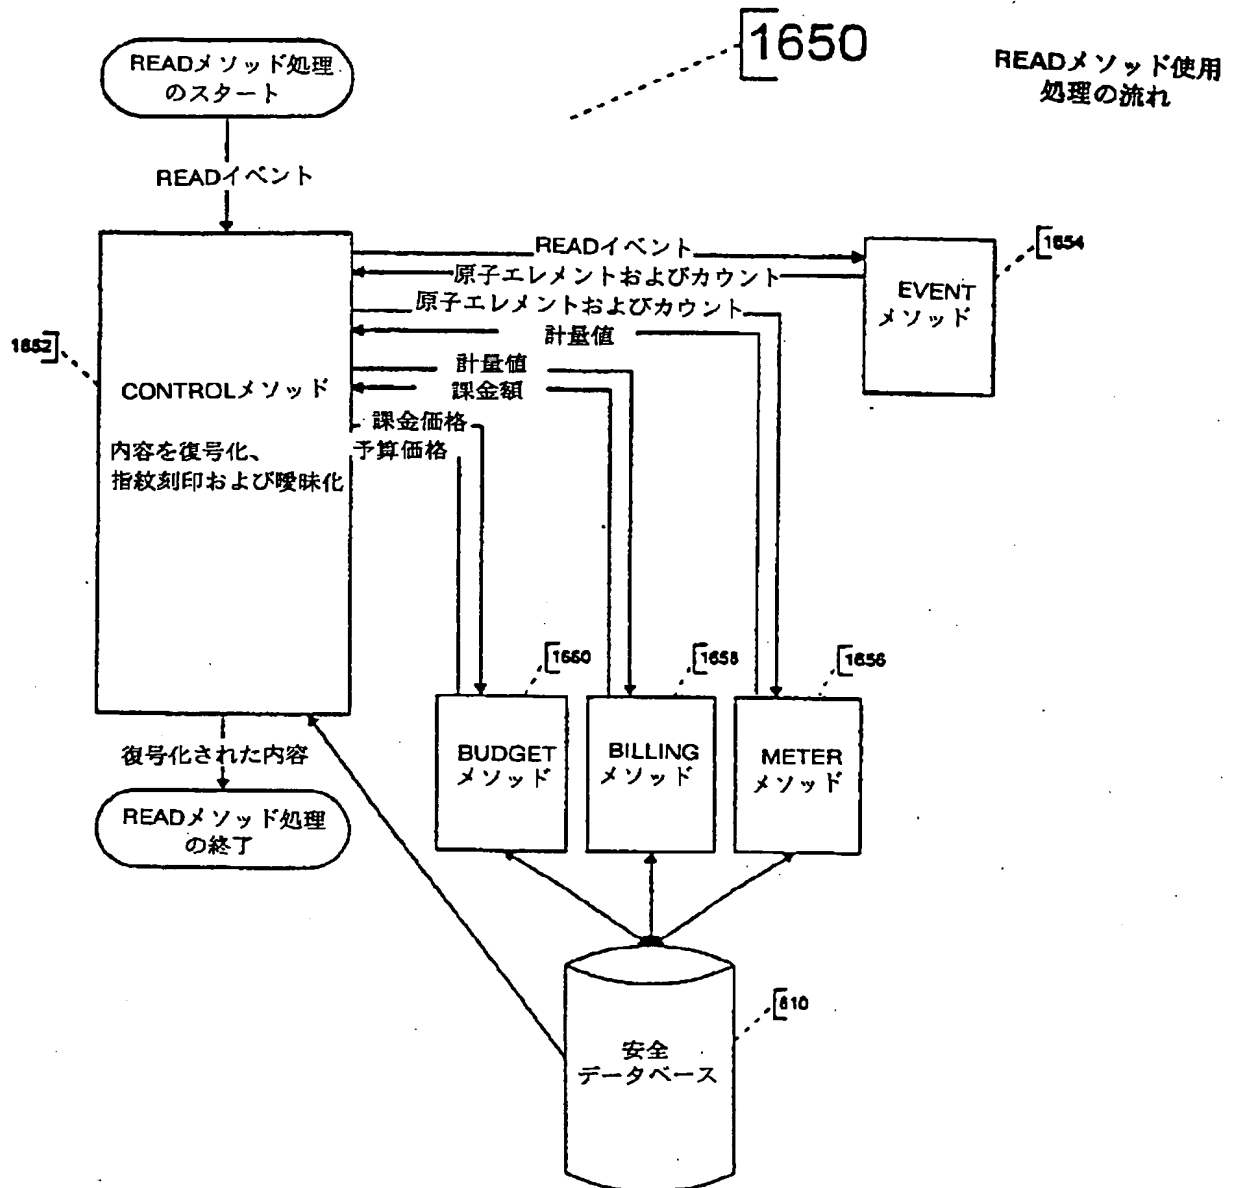 1650
READメソッド使用
処理の流れ
READメソッド処理
のスタート
READイベント
READイベント
原子エレメントおよびカウント
原子エレメントおよびカウント
計量値
計量値
課金額
課金価格
予算価格
EVENT
メソッド
1654
1652
CONTROLメソッド
内容を復号化、
指紋刻印および曖昧化
1660
1658
1656
BUDGET
メソッド
BILLING
メソッド
METER
メソッド
復号化された内容
READメソッド処理
の終了
610
安全
データベース